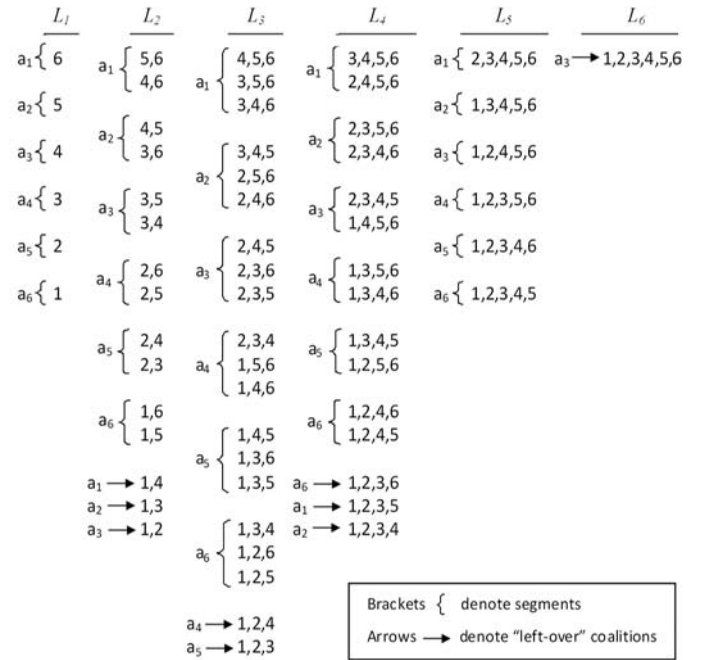 L₁
a₁{ 6
a₂{ 5
a₃{ 4
a₄{ 3
a₅{ 2
a₆{ 1
L₂
a₁ { 5,6
4,6
a₂ { 4,5
3,6
a₃ { 3,5
3,4
a₄ { 2,6
2,5
a₅ { 2,4
2,3
a₆ { 1,6
1,5
a₁ → 1,4
a₂ → 1,3
a₃ → 1,2
L₃
4,5,6
a₁ { 3,5,6
3,4,6
3,4,5
a₂ { 2,5,6
2,4,6
2,4,5
a₃ { 2,3,6
2,3,5
2,3,4
a₄ { 1,5,6
1,4,6
1,4,5
a₅ { 1,3,6
1,3,5
1,3,4
a₆ { 1,2,6
1,2,5
a₄ → 1,2,4
a₅ → 1,2,3
L₄
a₁ { 3,4,5,6
2,4,5,6
a₂ { 2,3,5,6
2,3,4,6
a₃ { 2,3,4,5
1,4,5,6
a₄ { 1,3,5,6
1,3,4,6
a₅ { 1,3,4,5
1,2,5,6
a₆ { 1,2,4,6
1,2,4,5
a₆ → 1,2,3,6
a₁ → 1,2,3,5
a₂ → 1,2,3,4
L₅
a₁{ 2,3,4,5,6
a₂{ 1,3,4,5,6
a₃{ 1,2,4,5,6
a₄{ 1,2,3,5,6
a₅{ 1,2,3,4,6
a₆{ 1,2,3,4,5
L₆
a₃ → 1,2,3,4,5,6
Brackets { denote segments
Arrows → denote “left-over” coalitions